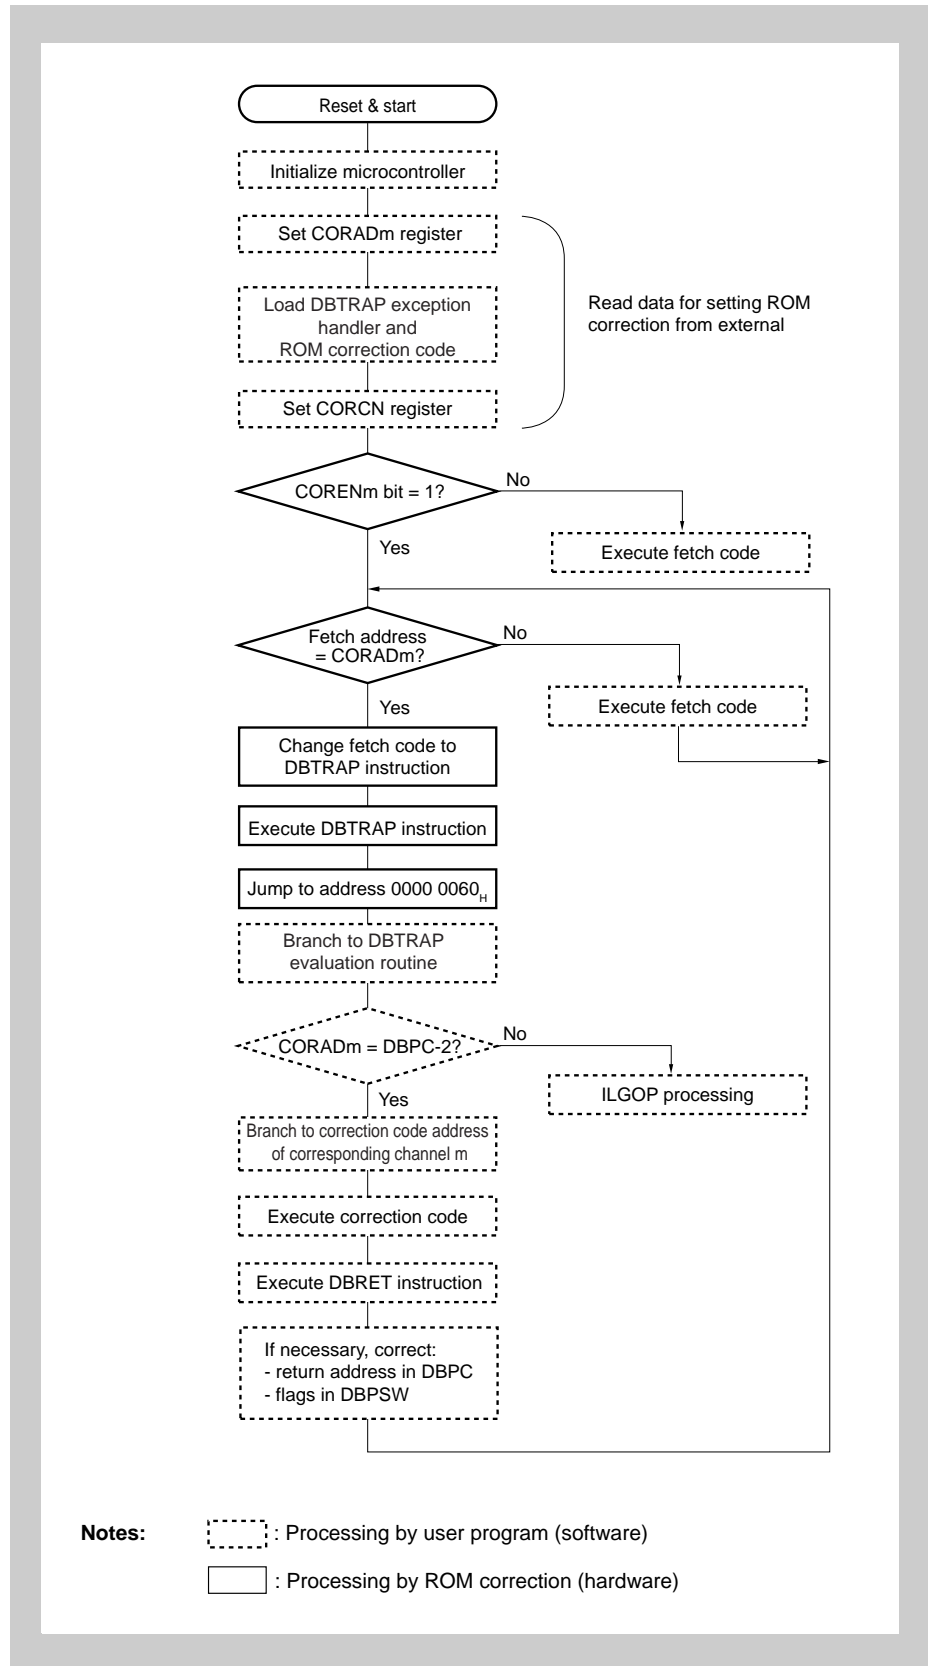 Reset & start
Initialize microcontroller
Set CORADm register
Load DBTRAP exception
handler and
ROM correction code
Read data for setting ROM
correction from external
Set CORCN register
CORENm bit = 1?
No
Execute fetch code
Yes
Fetch address
= CORADm?
No
Execute fetch code
Yes
Change fetch code to
DBTRAP instruction
Execute DBTRAP instruction
Jump to address 0000 0060H
Branch to DBTRAP
evaluation routine
CORADm = DBPC-2?
No
ILGOP processing
Yes
Branch to correction code address
of corresponding channel m
Execute correction code
Execute DBRET instruction
If necessary, correct:
- return address in DBPC
- flags in DBPSW
Notes:
: Processing by user program (software)
: Processing by ROM correction (hardware)